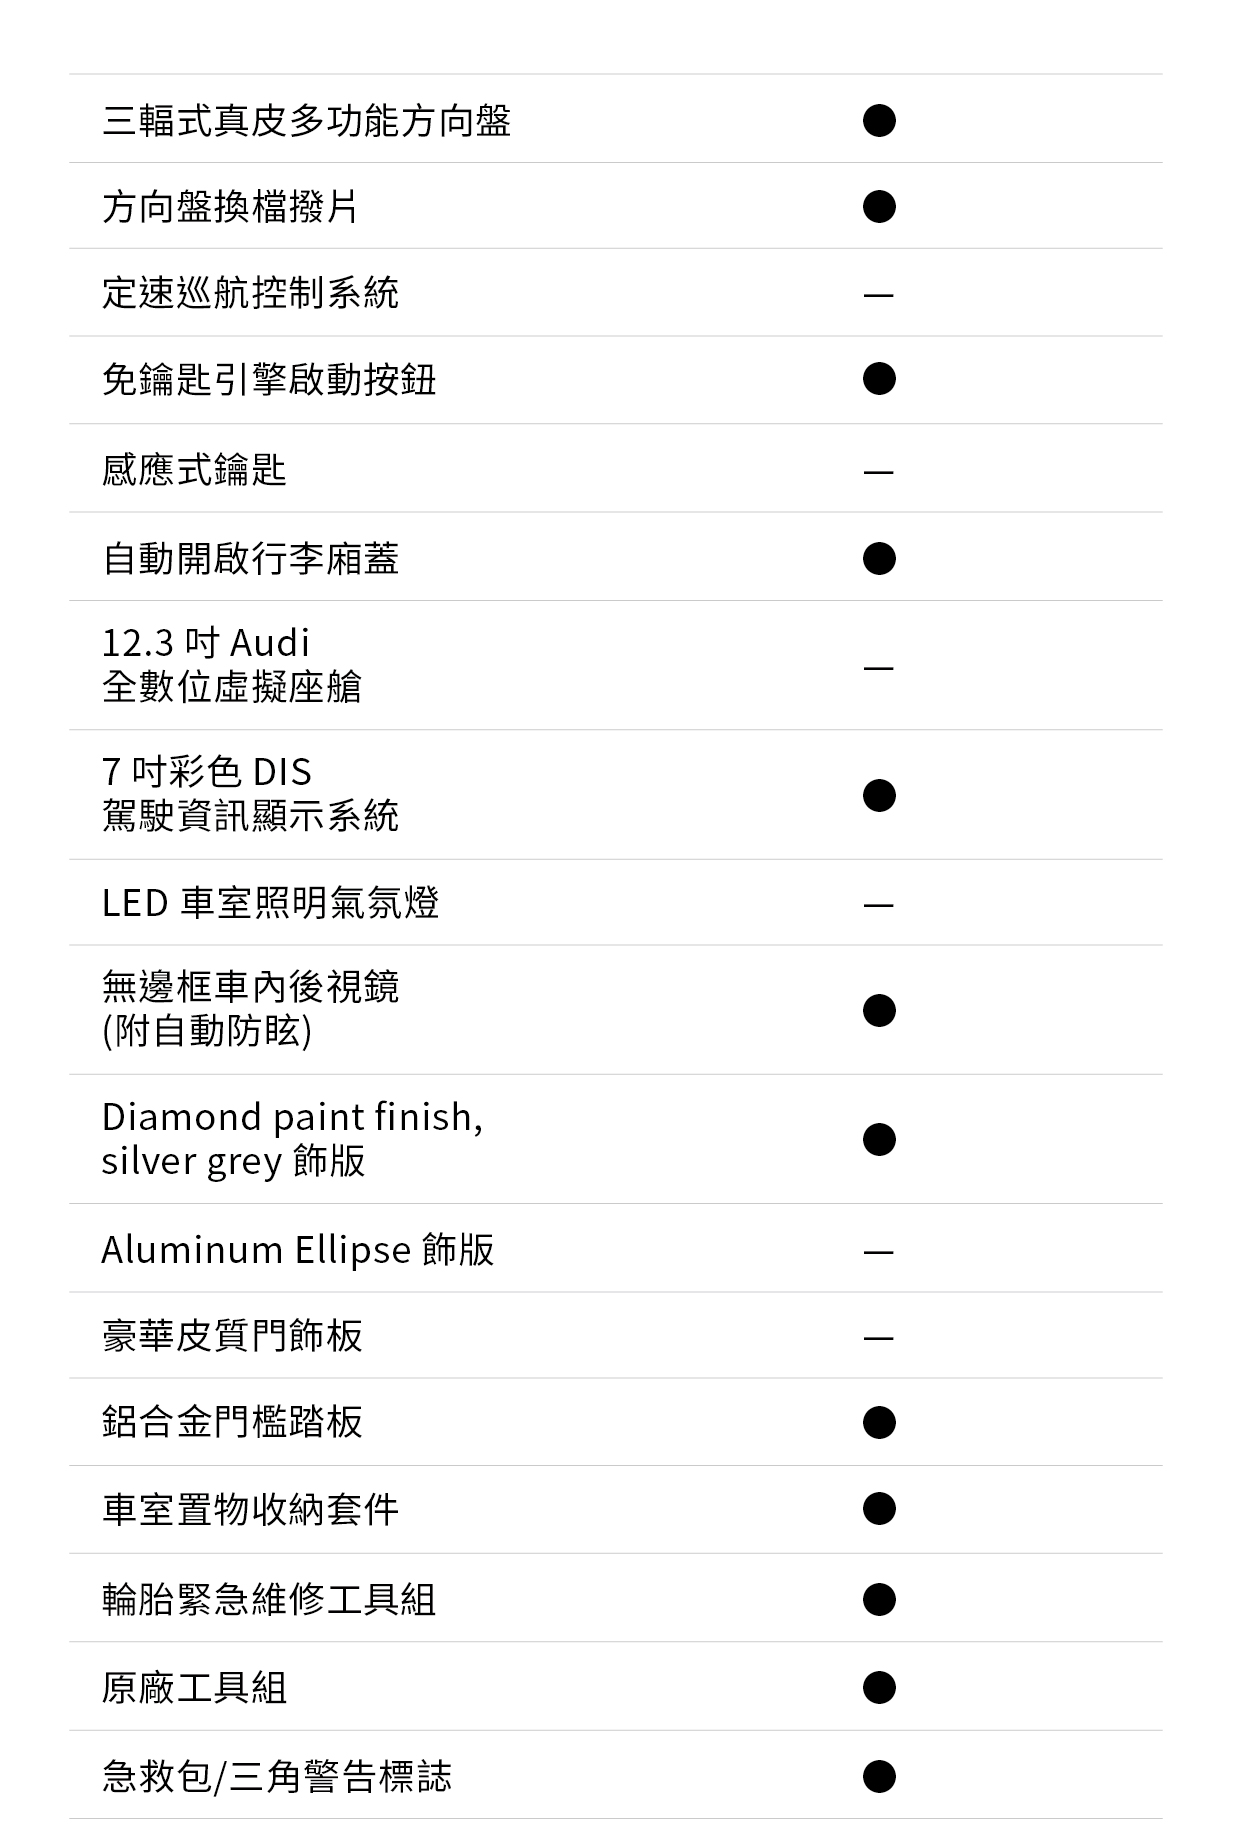 三輻式真皮多功能方向盤 ●
方向盤換檔撥片 ●
定速巡航控制系統 —
免鑰匙引擎啟動按鈕 ●
感應式鑰匙 —
自動開啟行李廂蓋 ●
12.3 吋 Audi
全數位虛擬座艙 —
7 吋彩色 DIS
駕駛資訊顯示系統 ●
LED 車室照明氣氛燈 —
無邊框車內後視鏡
(附自動防眩) ●
Diamond paint finish,
silver grey 飾版 ●
Aluminum Ellipse 飾版 —
豪華皮質門飾板 —
鋁合金門檻踏板 ●
車室置物收納套件 ●
輪胎緊急維修工具組 ●
原廠工具組 ●
急救包/三角警告標誌 ●